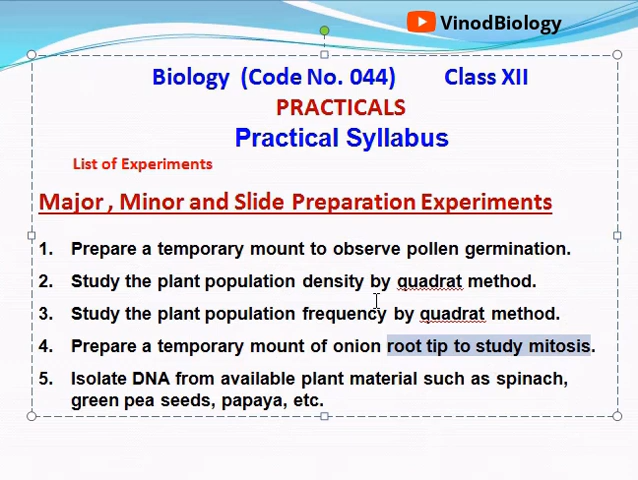 VinodBiology
Biology (Code No. 044) Class XII
PRACTICALS
Practical Syllabus
List of Experiments
Major , Minor and Slide Preparation Experiments
1. Prepare a temporary mount to observe pollen germination.
2. Study the plant population density by quadrat method.
3. Study the plant population frequency by quadrat method.
4. Prepare a temporary mount of onion root tip to study mitosis.
5. Isolate DNA from available plant material such as spinach,
green pea seeds, papaya, etc.